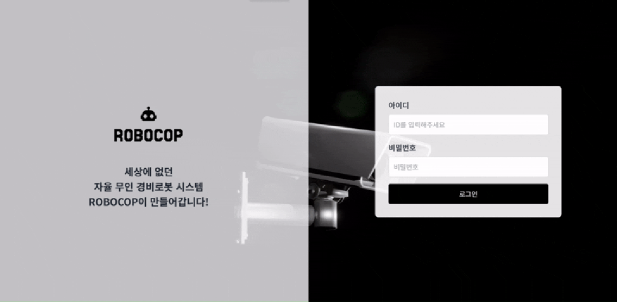 ROBOCOP
세상에 없던
자율 무인 경비로봇 시스템
ROBOCOP이 만들어갑니다!
아이디
ID를 입력해주세요
비밀번호
비밀번호
로그인